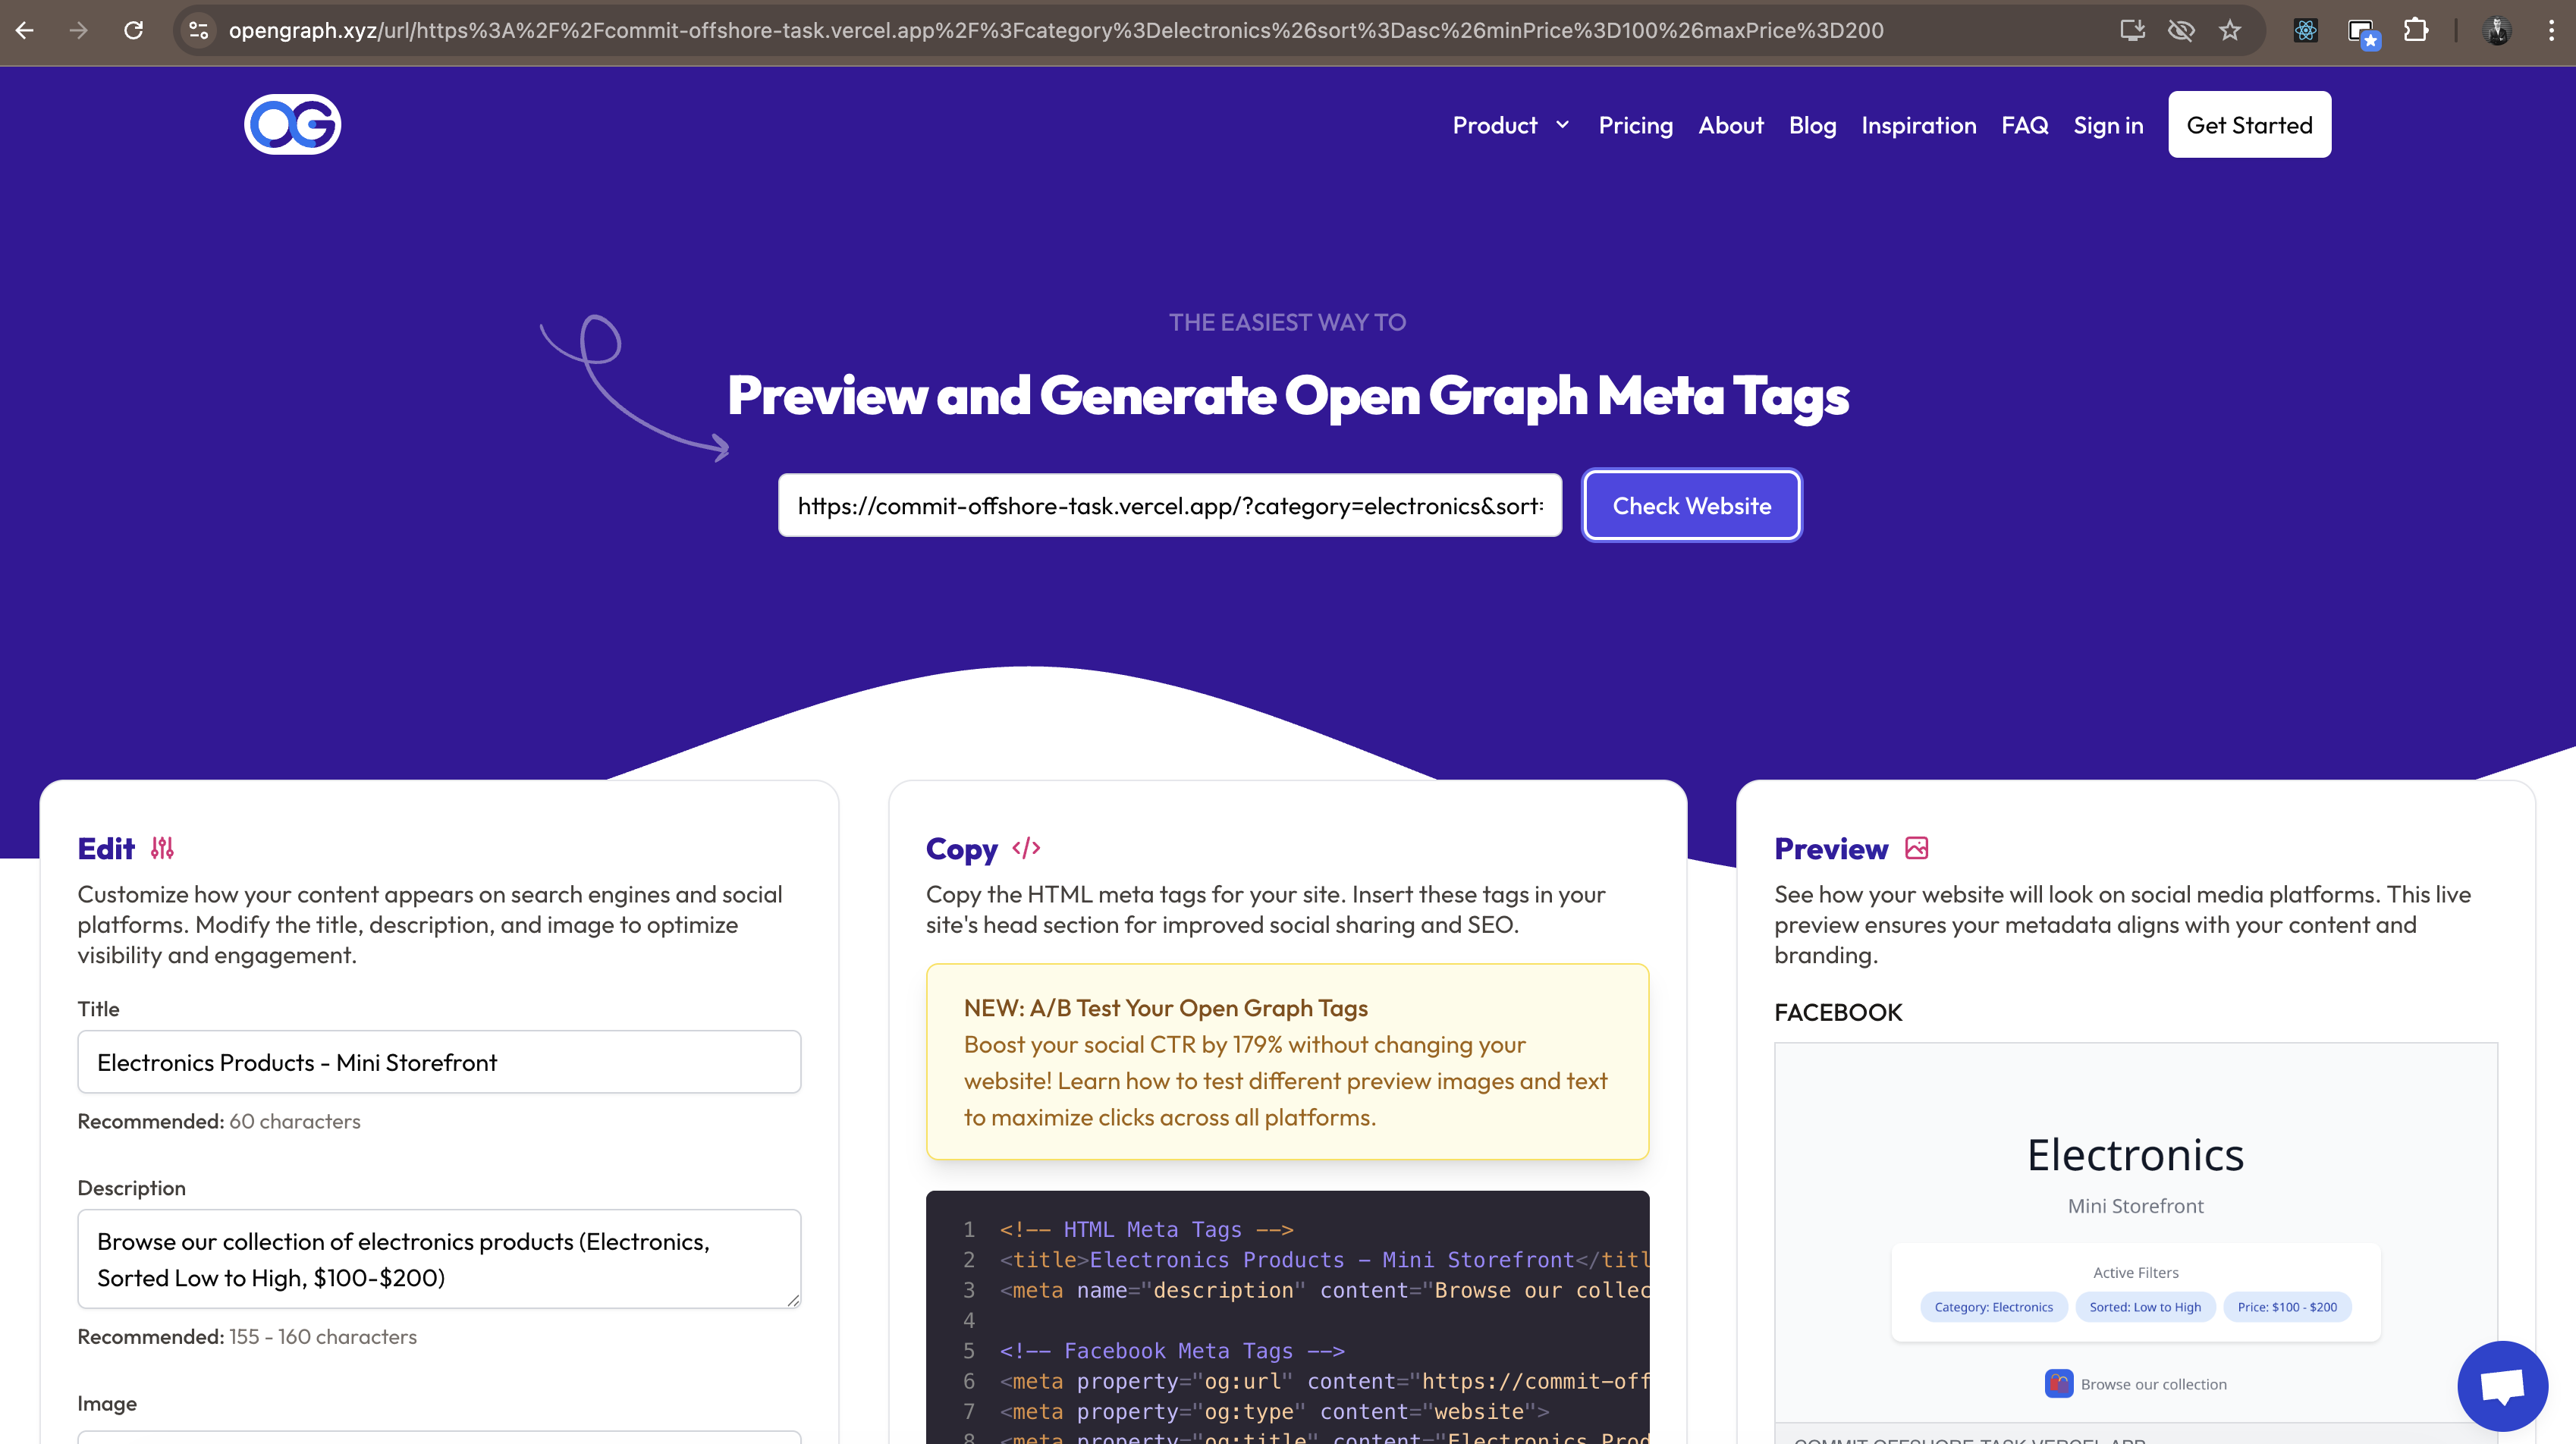 opengraph.xyz/url/https%3A%2F%2Fcommit-offshore-task.vercel.app%2F%3Fcategory%3Delectronics%26sort%3Dasc%26minPrice%3D100%26maxPrice%3D200
OG
Product
Pricing
About
Blog
Inspiration
FAQ
Sign in
Get Started
THE EASIEST WAY TO
Preview and Generate Open Graph Meta Tags
https://commit-offshore-task.vercel.app/?category=electronics&sort=
Check Website
Edit
Customize how your content appears on search engines and social
platforms. Modify the title, description, and image to optimize
visibility and engagement.
Title
Electronics Products - Mini Storefront
Recommended: 60 characters
Description
Browse our collection of electronics products (Electronics,
Sorted Low to High, $100-$200)
Recommended: 155 - 160 characters
Image
Copy </>
Copy the HTML meta tags for your site. Insert these tags in your
site's head section for improved social sharing and SEO.
NEW: A/B Test Your Open Graph Tags
Boost your social CTR by 179% without changing your
website! Learn how to test different preview images and text
to maximize clicks across all platforms.
1 <!-- HTML Meta Tags -->
2 <title>Electronics Products - Mini Storefront</titl
3 <meta name="description" content="Browse our collec
4
5 <!-- Facebook Meta Tags -->
6 <meta property="og:url" content="https://commit-off
7 <meta property="og:type" content="website">
8 <meta property="og:title" content="Electronics Prod
Preview
See how your website will look on social media platforms. This live
preview ensures your metadata aligns with your content and
branding.
FACEBOOK
Electronics
Mini Storefront
Active Filters
Category: Electronics
Sorted: Low to High
Price: $100 - $200
Browse our collection
COMMIT-OFFSHORE-TASK.VERCEL.APP